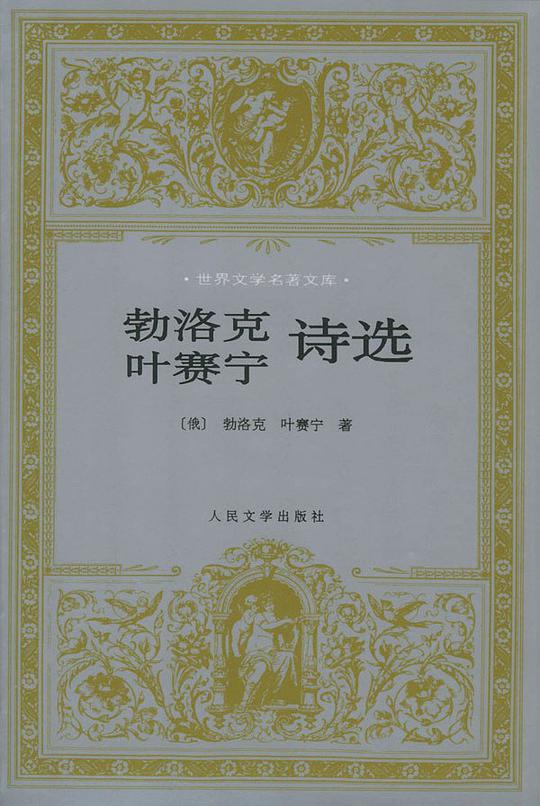 ·世界文学名著文库·
勃洛克
叶赛宁 诗选
〔俄〕 勃洛克 叶赛宁 著
人民文学出版社